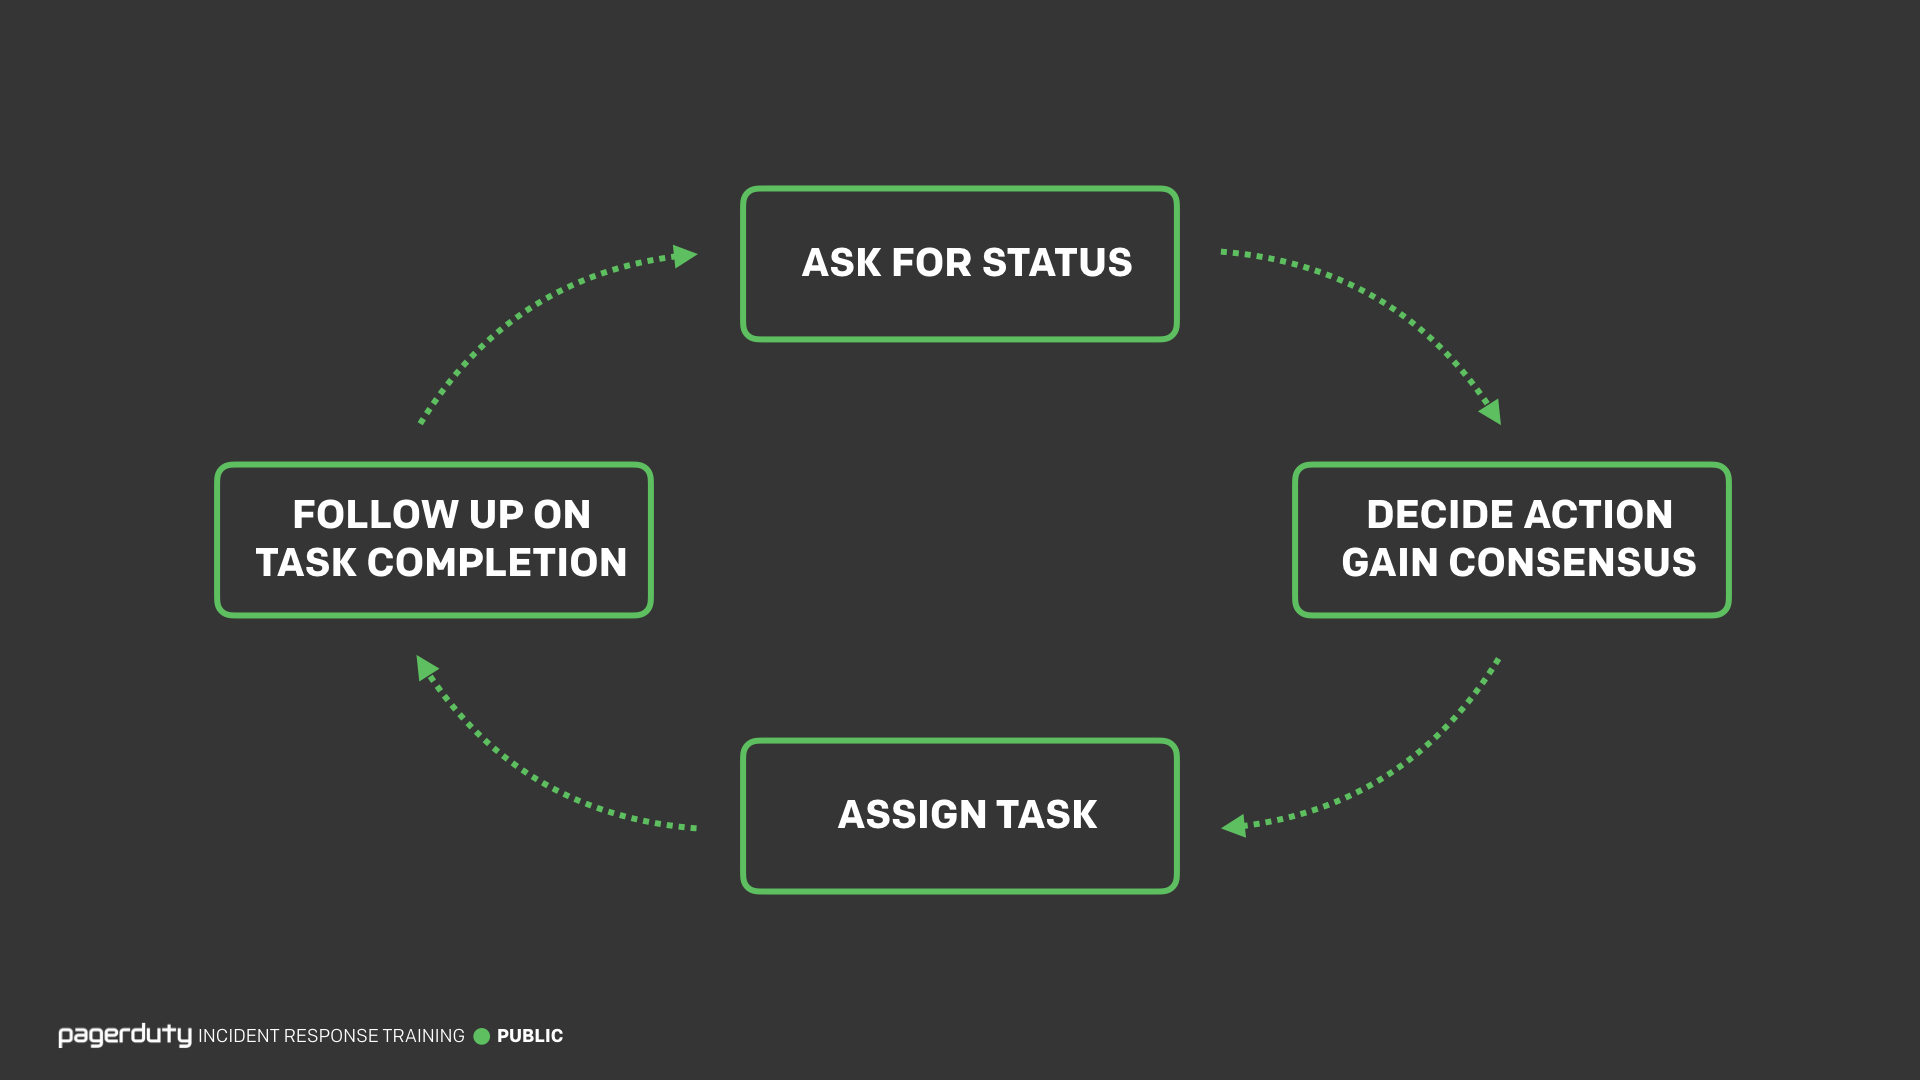 ASK FOR STATUS
FOLLOW UP ON
TASK COMPLETION
DECIDE ACTION
GAIN CONSENSUS
ASSIGN TASK
pagerduty INCIDENT RESPONSE TRAINING PUBLIC